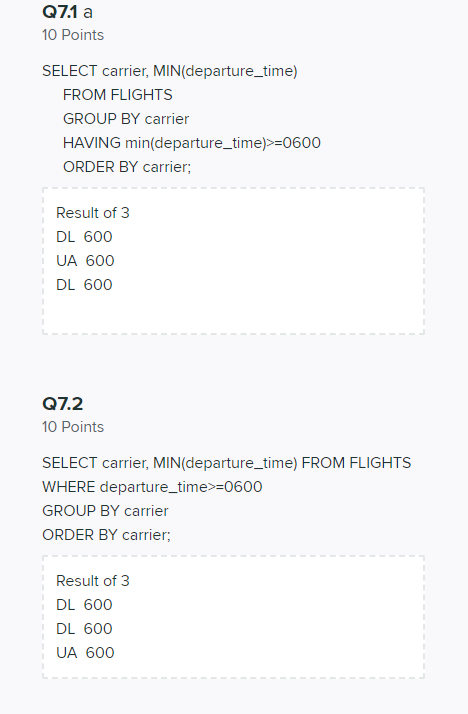 Q7.1 a
10 Points
SELECT carrier, MIN(departure_time)
FROM FLIGHTS
GROUP BY carrier
HAVING min(departure_time)>=0600
ORDER BY carrier;
Result of 3
DL 600
UA 600
DL 600
Q7.2
10 Points
SELECT carrier, MIN(departure_time) FROM FLIGHTS
WHERE departure_time>=0600
GROUP BY carrier
ORDER BY carrier;
Result of 3
DL 600
DL 600
UA 600